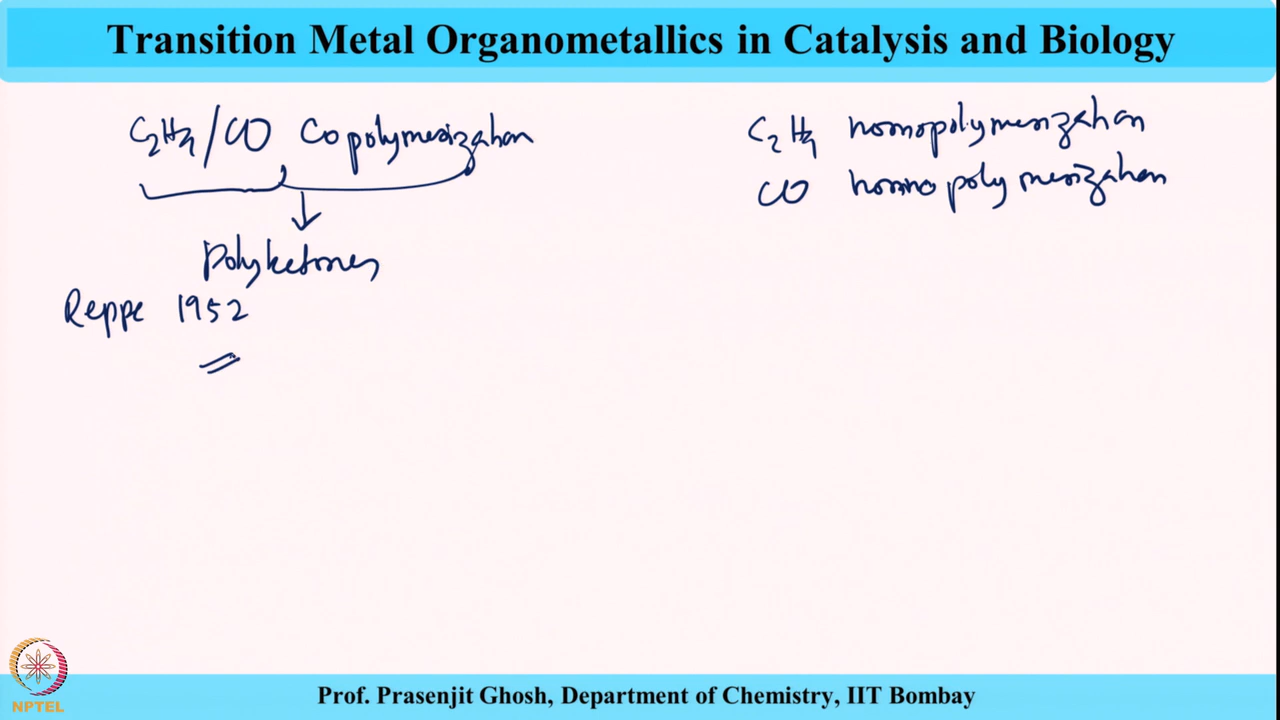 Transition Metal Organometallics in Catalysis and Biology
C₂H₄/CO Copolymerization
C₂H₄ homopolymerization
CO homopolymerization
Polyketones
Reppe 1952
NPTEL
Prof. Prasenjit Ghosh, Department of Chemistry, IIT Bombay